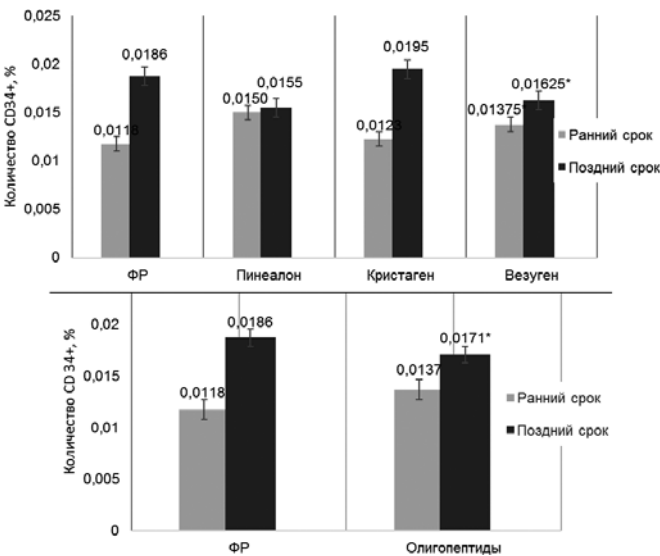 Количество CD34+, %
0,025
0,02
0,015
0,01
0,005
0
0,0118
0,0186
0,0150
0,0155
0,0123
0,0195
0,01375*
0,01625*
ФР
Пинеалон
Кристаген
Везуген
Ранний срок
Поздний срок
Количество CD 34+, %
0,02
0,015
0,01
0,005
0
0,0118
0,0186
0,0137
0,0171*
ФР
Олигопептиды
Ранний срок
Поздний срок